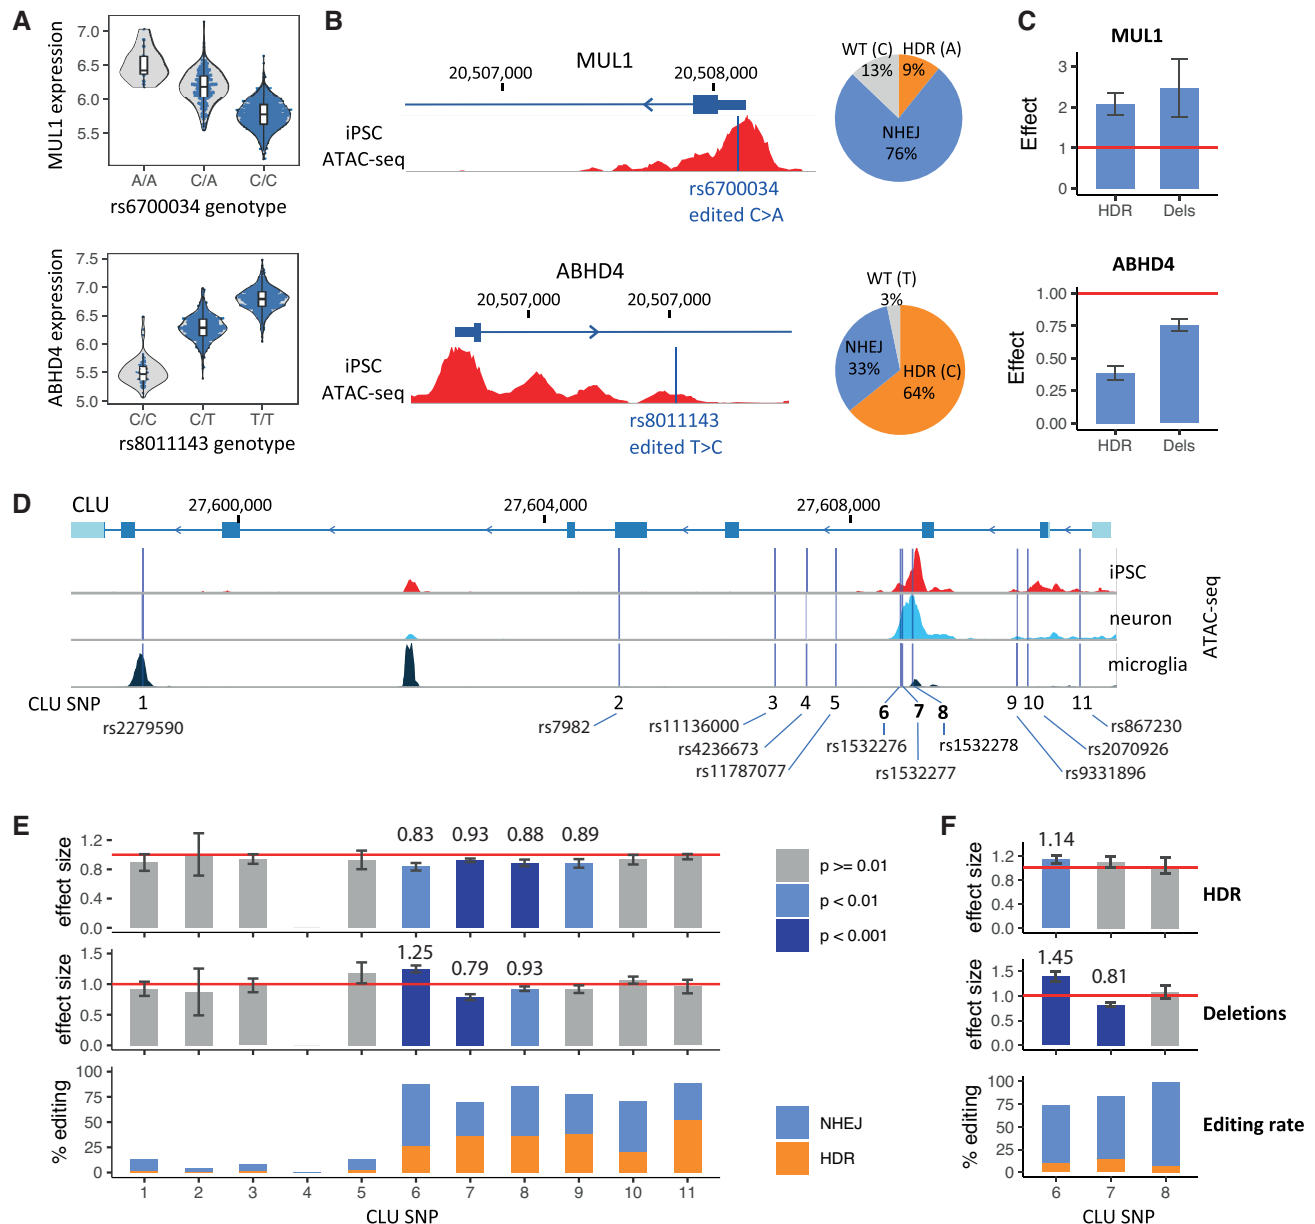 A
MUL1 expression
7.0
6.5
6.0
5.5
A/A C/A C/C
rs6700034 genotype
ABHD4 expression
7.5
7.0
6.5
6.0
5.5
5.0
C/C C/T T/T
rs8011143 genotype
B
MUL1
20,507,000 20,508,000
iPSC
ATAC-seq
rs6700034
edited C>A
WT (C)
13%
HDR (A)
9%
NHEJ
76%
ABHD4
20,507,000 20,507,000
iPSC
ATAC-seq
rs8011143
edited T>C
WT (T)
3%
NHEJ
33%
HDR (C)
64%
C
MUL1
Effect
3
2
1
0
HDR Dels
ABHD4
Effect
1.00
0.75
0.50
0.25
0.00
HDR Dels
D
CLU
27,600,000 27,604,000 27,608,000
iPSC
neuron
microglia
ATAC-seq
CLU SNP 1 2 3 4 5 6 7 8 9 10 11
rs2279590
rs7982
rs11136000
rs4236673
rs11787077
rs1532276
rs1532277
rs1532278
rs9331896
rs2070926
rs867230
E
effect size
1.2
0.8
0.4
0.0
0.83 0.93 0.88 0.89
p >= 0.01
p < 0.01
p < 0.001
effect size
1.5
1.0
0.5
0.0
1.25 0.79 0.93
% editing
100
75
50
25
0
1 2 3 4 5 6 7 8 9 10 11
CLU SNP
NHEJ
HDR
F
effect size
1.2
0.8
0.4
0.0
1.14
HDR
effect size
1.5
1.0
0.5
0.0
1.45 0.81
Deletions
% editing
100
75
50
25
0
Editing rate
6 7 8
CLU SNP